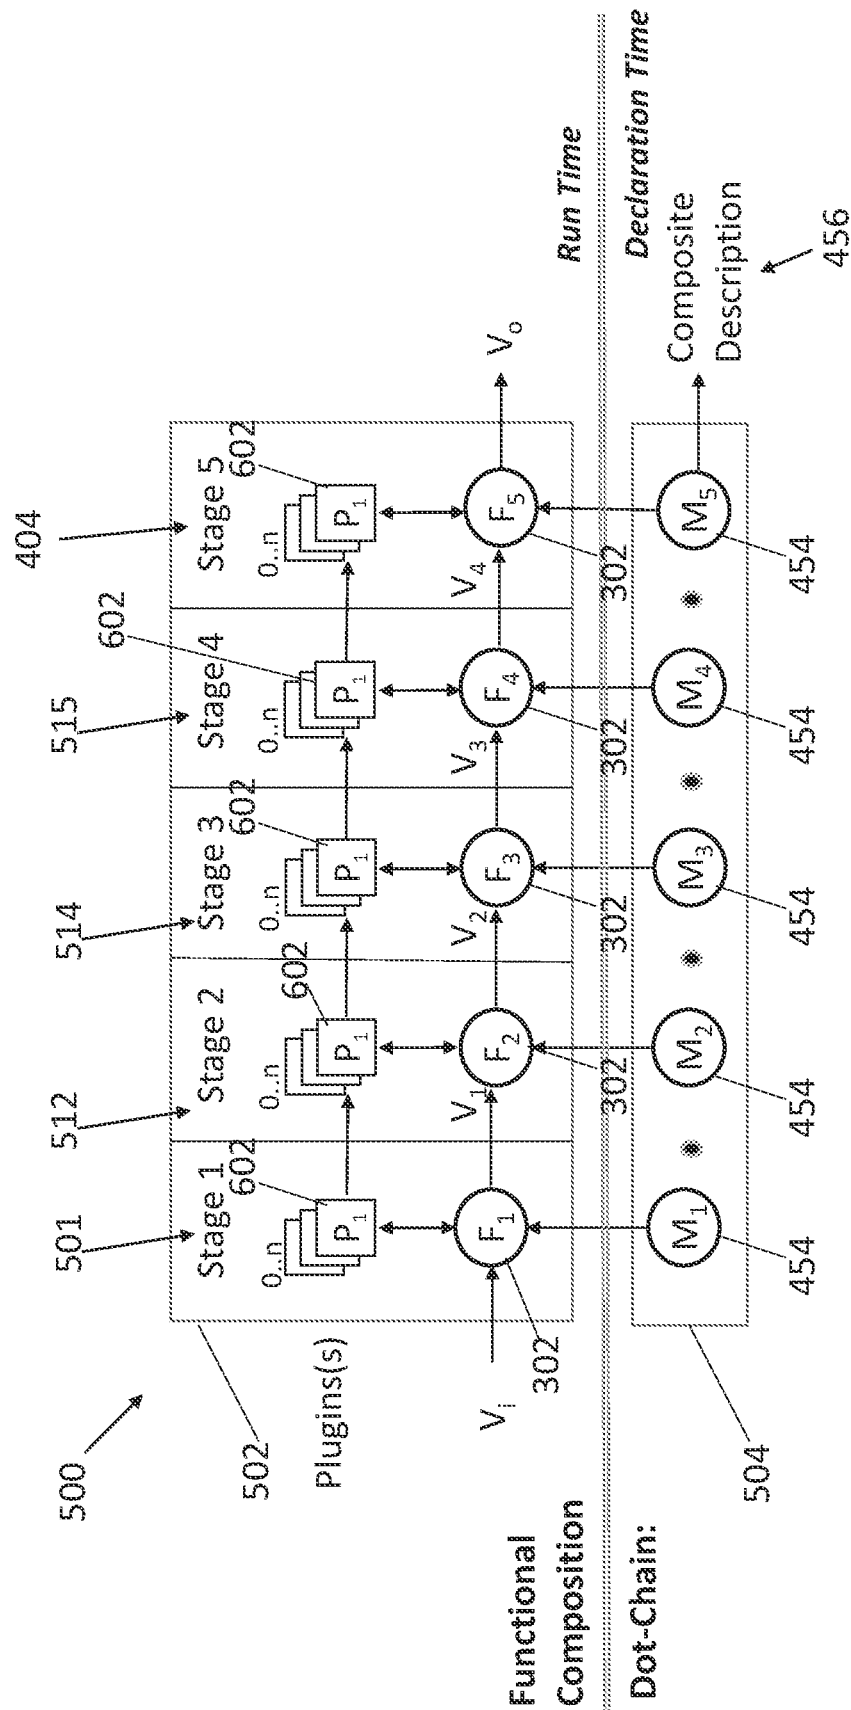 500
502
501
512
514
515
404
Stage 1
Stage 2
Stage 3
Stage 4
Stage 5
602
602
602
602
602
Plugins(s)
0..n
0..n
0..n
0..n
0..n
P1
P1
P1
P1
P1
Vi
F1
V1
F2
V2
F3
V3
F4
V4
F5
Vo
302
302
302
302
302
Functional
Composition
Run Time
Dot-Chain:
Declaration Time
M1
M2
M3
M4
M5
Composite
Description
504
454
454
454
454
454
456